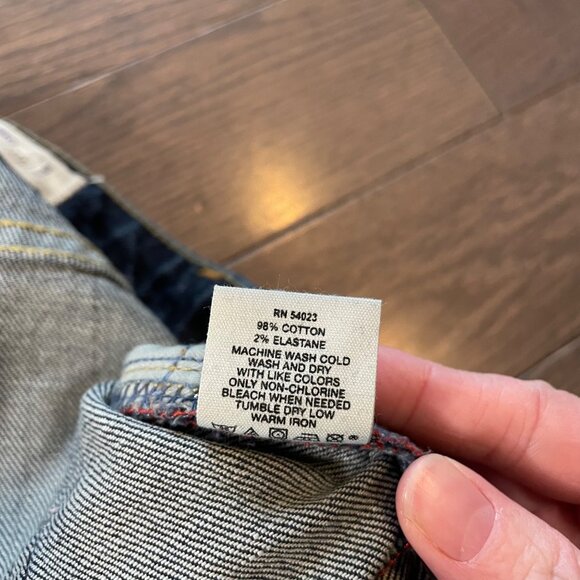 RN 54023
98% COTTON
2% ELASTANE
MACHINE WASH COLD
WASH AND DRY
WITH LIKE COLORS
ONLY NON-CHLORINE
BLEACH WHEN NEEDED
TUMBLE DRY LOW
WARM IRON
®